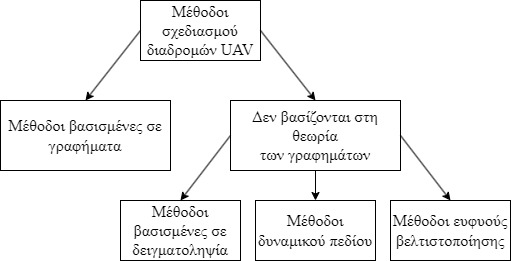 Μέθοδοι
σχεδιασμού
διαδρομών UAV
Μέθοδοι βασισμένες σε
γραφήματα
Δεν βασίζονται στη
θεωρία
των γραφημάτων
Μέθοδοι
βασισμένες σε
δειγματοληψία
Μέθοδοι
δυναμικού πεδίου
Μέθοδοι ευφυούς
βελτιστοποίησης